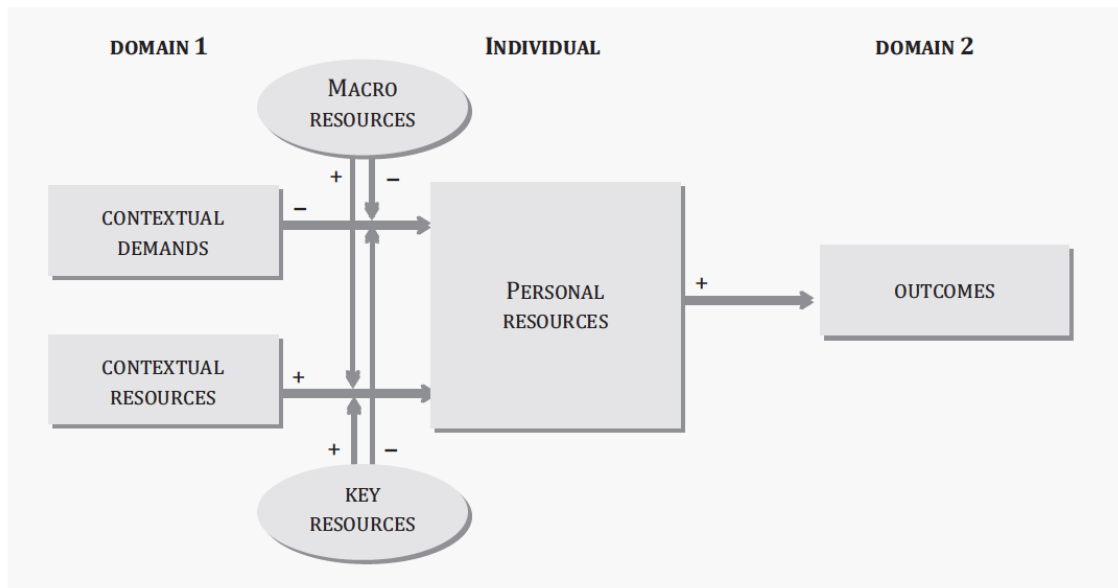 DOMAIN 1
INDIVIDUAL
DOMAIN 2
MACRO
RESOURCES
+
−
CONTEXTUAL
DEMANDS
−
PERSONAL
RESOURCES
+
OUTCOMES
CONTEXTUAL
RESOURCES
+
+
−
KEY
RESOURCES